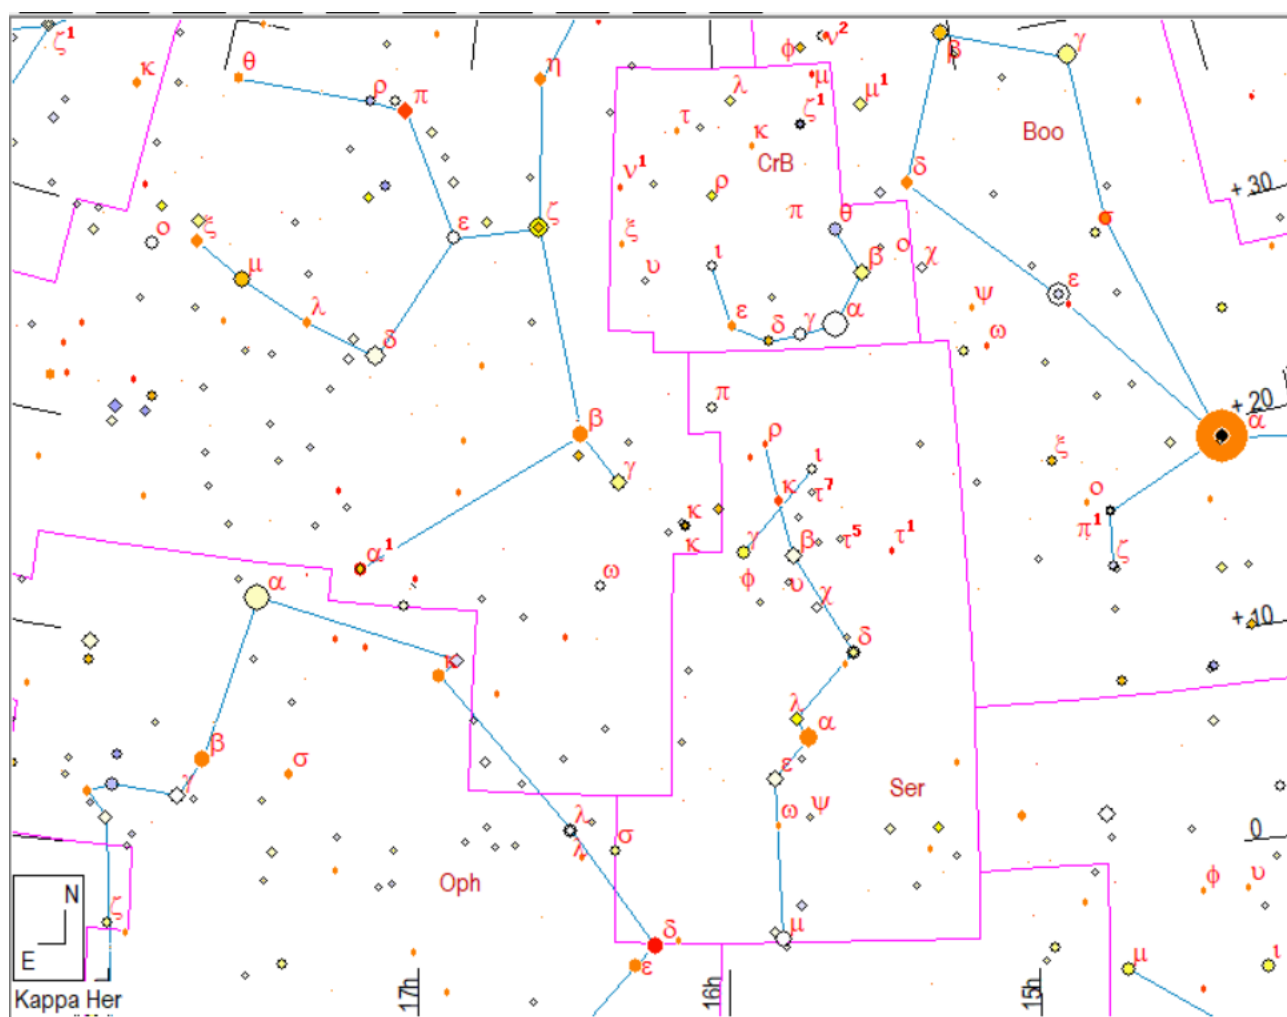 ζ¹ κ θ ρ π η φ ν² β γ
λ μ μ¹ ζ¹ τ κ CrB Boo
ν¹ ρ δ +30
ο ξ ε ζ ξ π θ σ
μ υ ι β ο χ ε
λ δ ε δ γ α ψ ω
π +20 α
β ρ ξ
γ ι κ τ⁷ ο π¹
κ κ γ β τ⁵ τ¹ ζ
α¹ ω φ υ χ
α δ +10
κ λ α
β σ ε
γ ω ψ Ser
λ σ 0
λ
Oph φ υ
ζ δ μ
N
E ε μ ι
Kappa Her 17h 16h 15h